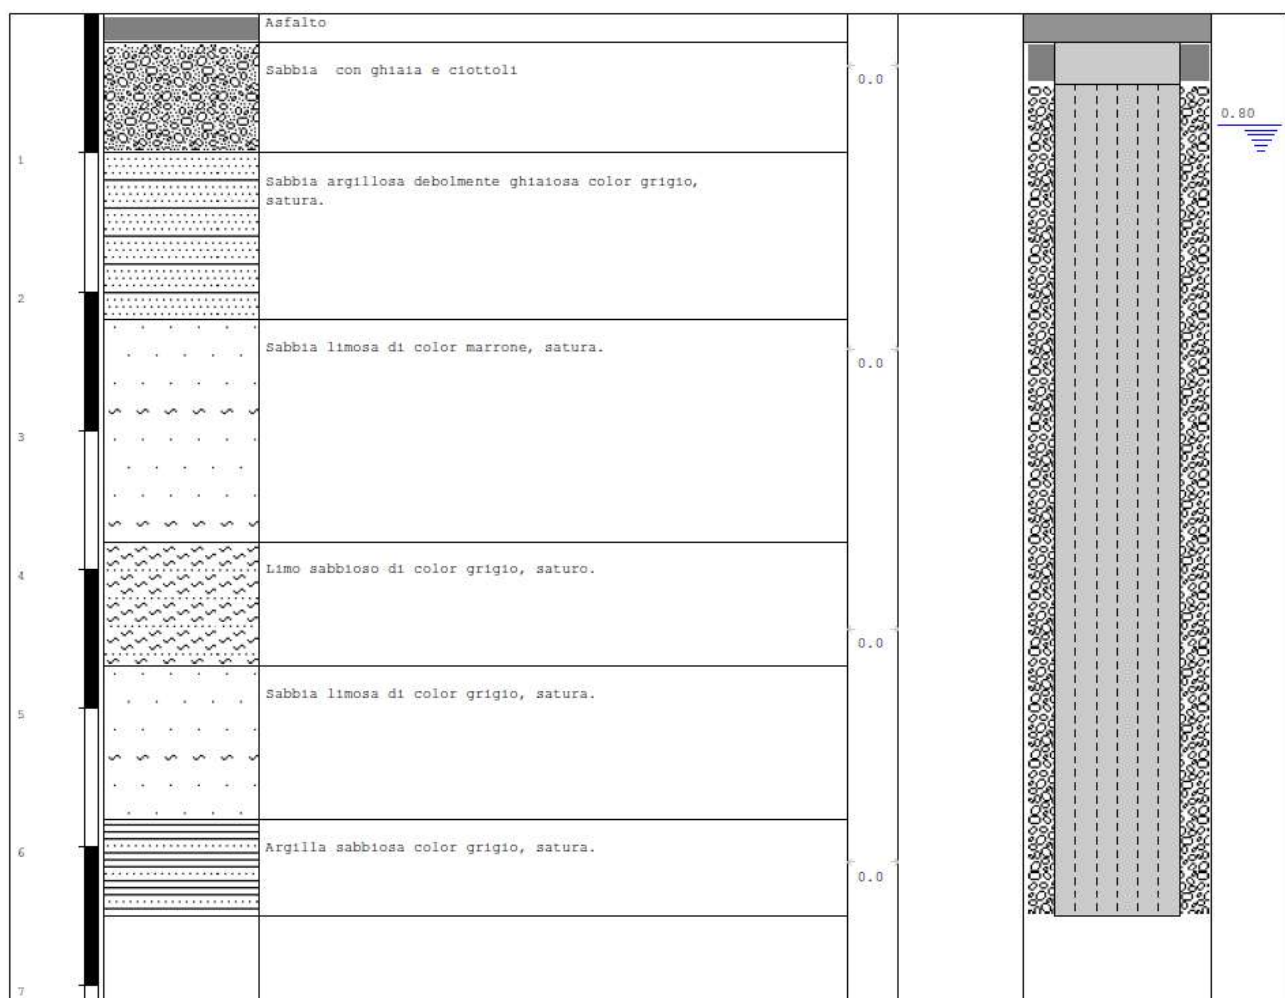 Asfalto
Sabbia con ghiaia e ciottoli
0.0
0.80
1
Sabbia argillosa debolmente ghiaiosa color grigio,
satura.
2
Sabbia limosa di color marrone, satura.
0.0
3
Limo sabbioso di color grigio, saturo.
4
0.0
Sabbia limosa di color grigio, satura.
5
Argilla sabbiosa color grigio, satura.
6
0.0
7